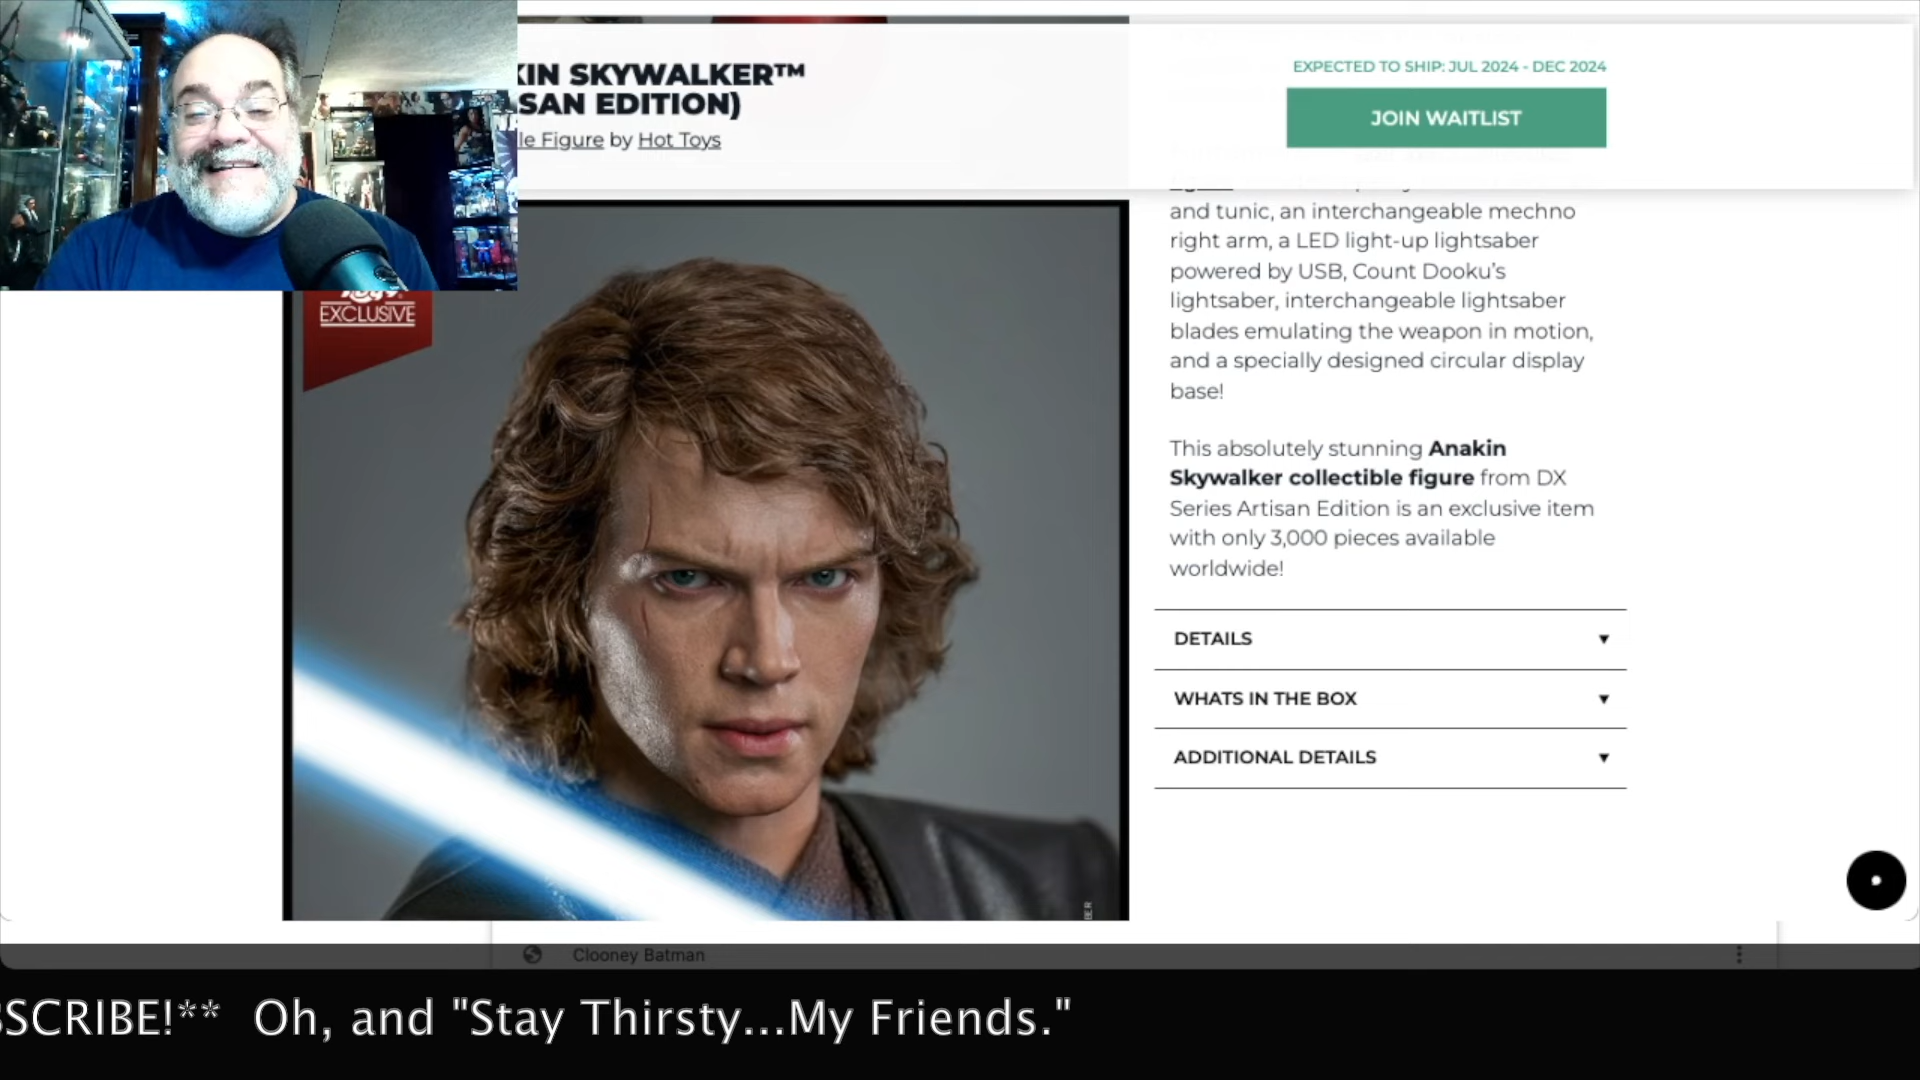 KIN SKYWALKER™
SAN EDITION)
le Figure by Hot Toys
EXPECTED TO SHIP: JUL 2024 - DEC 2024
JOIN WAITLIST
EXCLUSIVE
and tunic, an interchangeable mechno
right arm, a LED light-up lightsaber
powered by USB, Count Dooku’s
lightsaber, interchangeable lightsaber
blades emulating the weapon in motion,
and a specially designed circular display
base!
This absolutely stunning Anakin
Skywalker collectible figure from DX
Series Artisan Edition is an exclusive item
with only 3,000 pieces available
worldwide!
DETAILS
WHATS IN THE BOX
ADDITIONAL DETAILS
Clooney Batman
SCRIBE!** Oh, and "Stay Thirsty...My Friends."